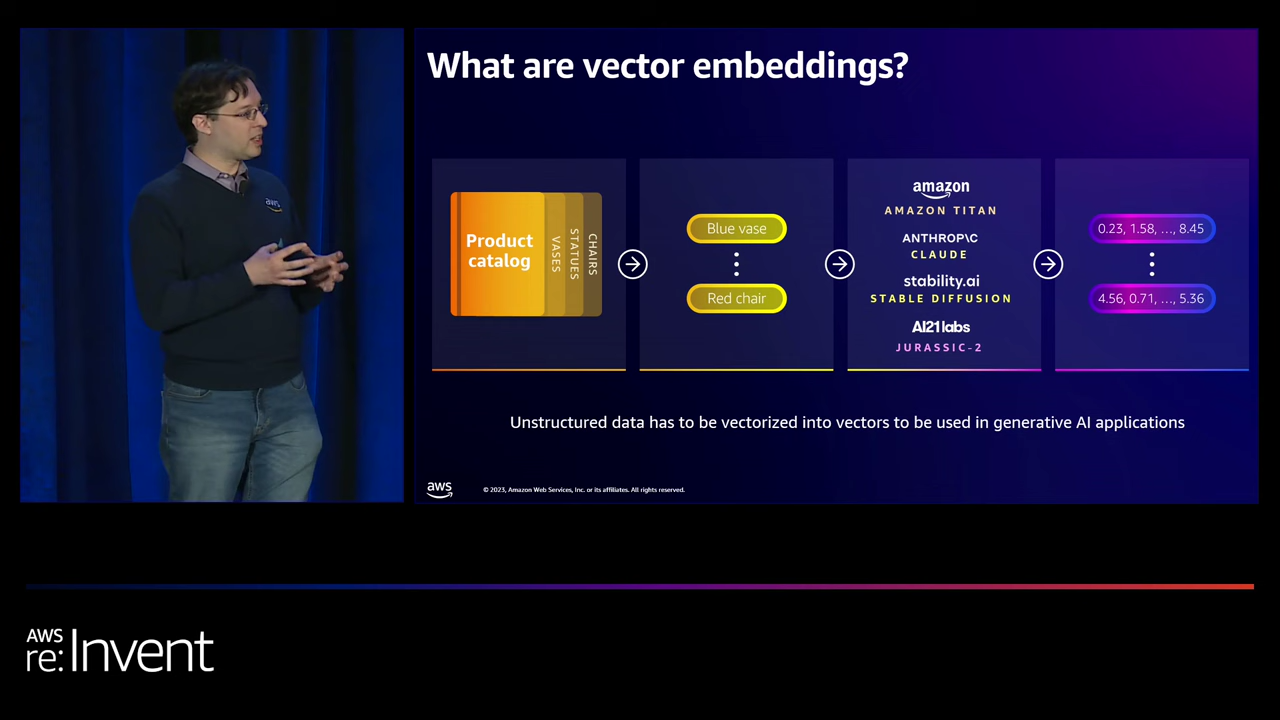 What are vector embeddings?
Product
catalog
VASES
STATUES
CHAIRS
Blue vase
Red chair
amazon
AMAZON TITAN
ANTHROP\C
CLAUDE
stability.ai
STABLE DIFFUSION
AI21labs
JURASSIC-2
0.23, 1.58, ..., 8.45
4.56, 0.71, ..., 5.36
Unstructured data has to be vectorized into vectors to be used in generative AI applications
aws
© 2023, Amazon Web Services, Inc. or its affiliates. All rights reserved.
aws
AWS
re:Invent